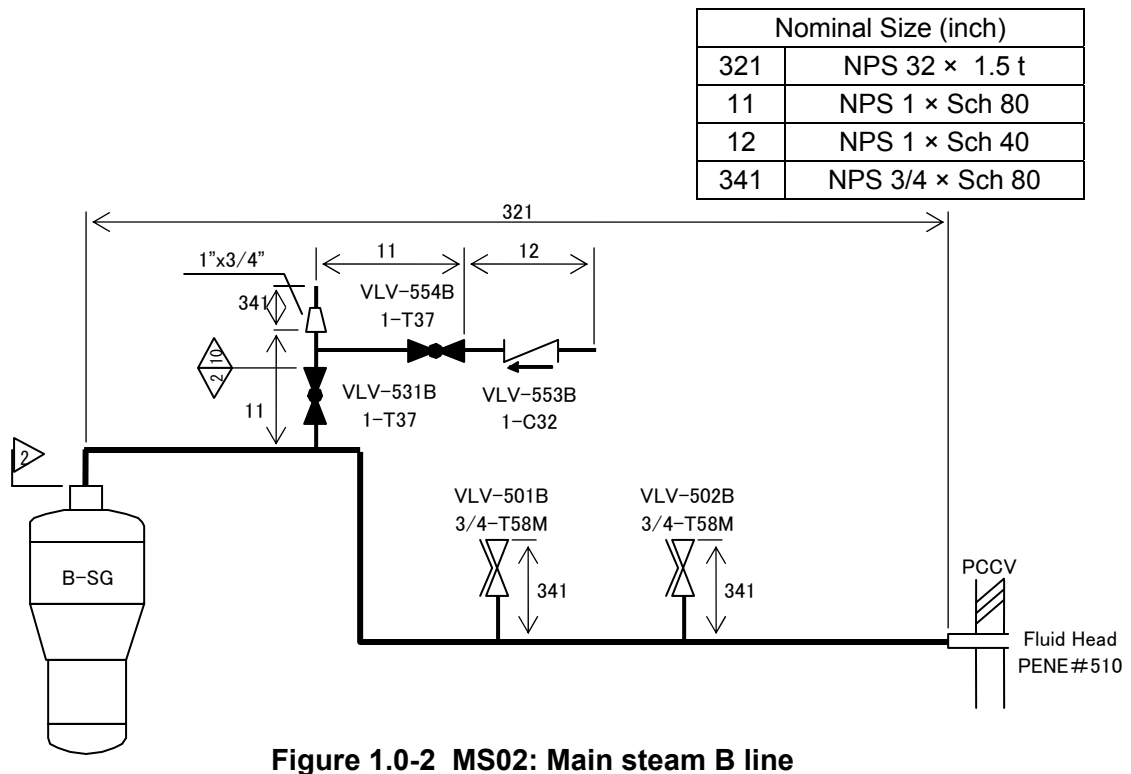 Nominal Size (inch)
321 NPS 32 × 1.5 t
11 NPS 1 × Sch 80
12 NPS 1 × Sch 40
341 NPS 3/4 × Sch 80
321
11
12
1"x3/4"
341
VLV-554B
1-T37
2
10
11
VLV-531B
1-T37
VLV-553B
1-C32
2
VLV-501B
3/4-T58M
VLV-502B
3/4-T58M
341
341
B-SG
PCCV
Fluid Head
PENE#510
Figure 1.0-2 MS02: Main steam B line